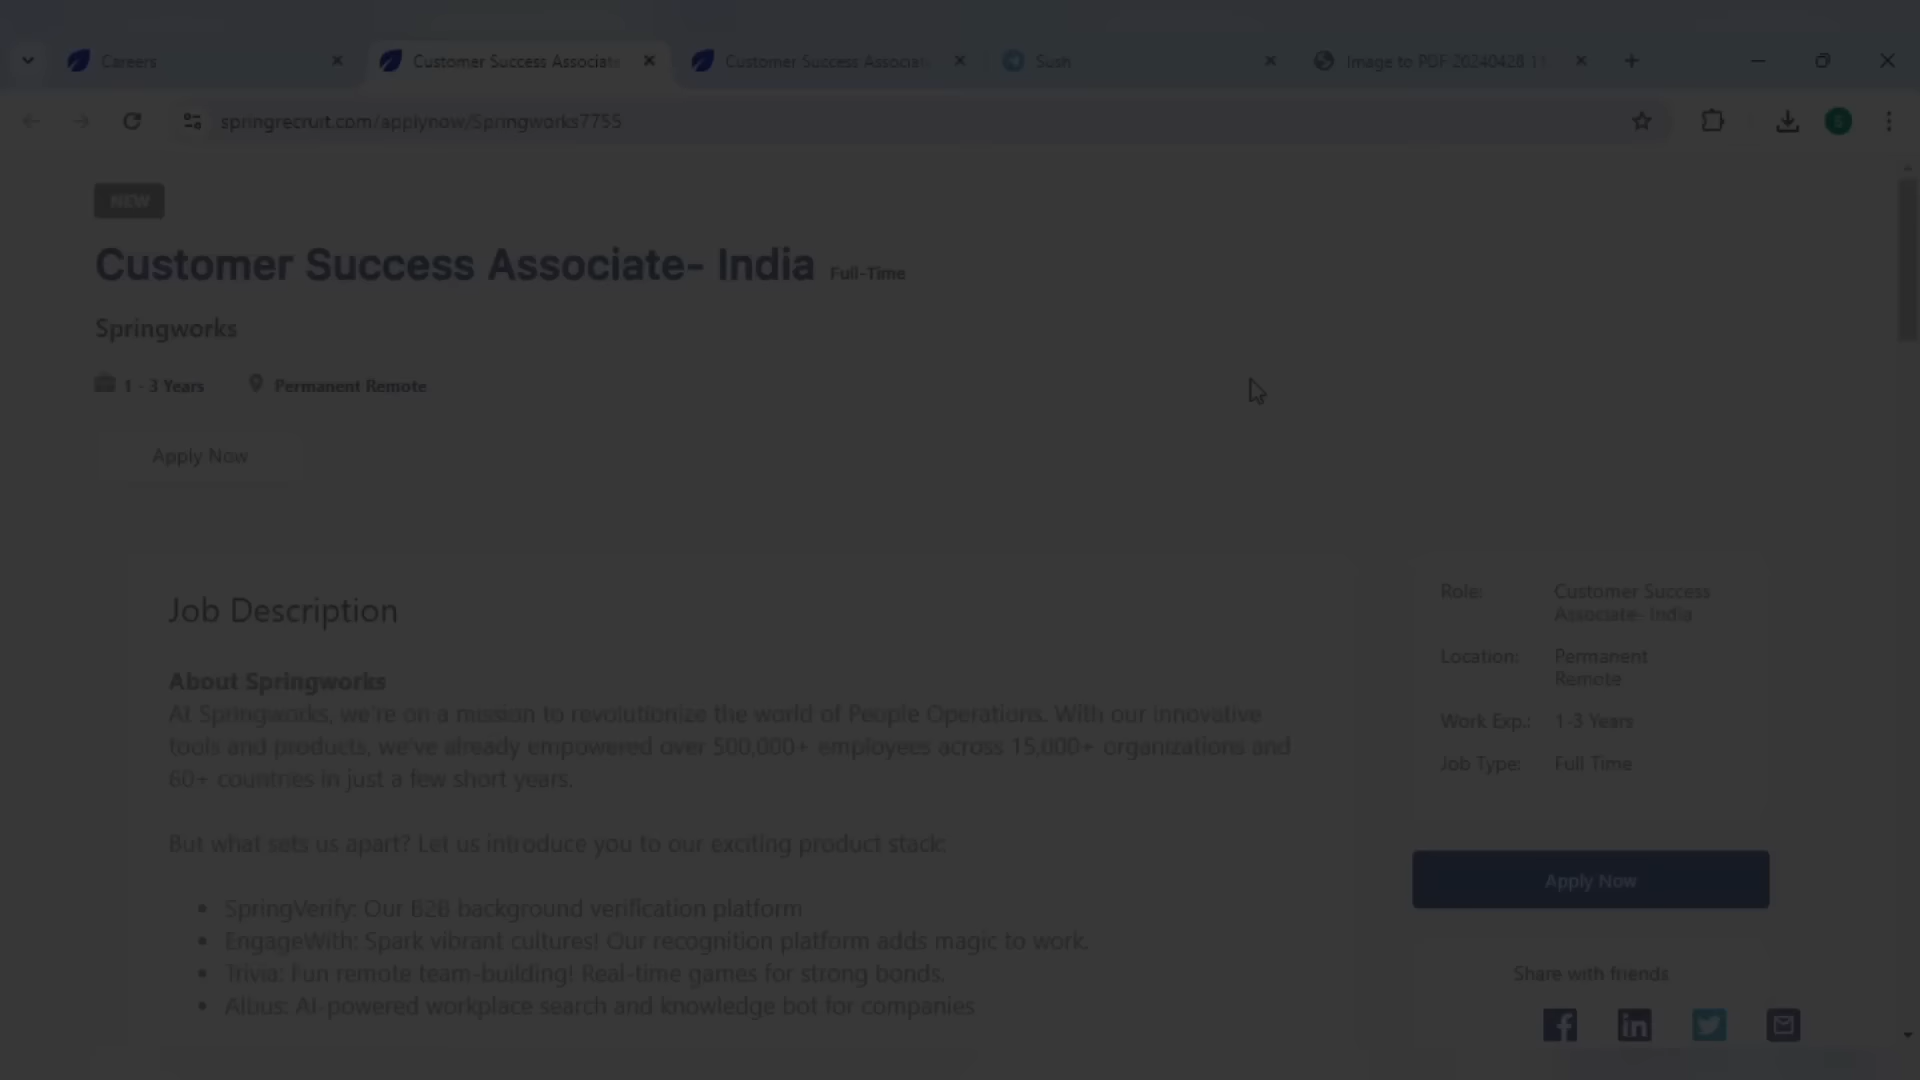 Careers
Customer Success Associate
Customer Success Associat
Sush
Image to PDF 20240428 11
springrecruit.com/applynow/Springworks7755
NEW
Customer Success Associate- India Full-Time
Springworks
1 - 3 Years Permanent Remote
Apply Now
Job Description
About Springworks
At Springworks, we're on a mission to revolutionize the world of People Operations. With our innovative
tools and products, we've already empowered over 500,000+ employees across 15,000+ organizations and
60+ countries in just a few short years.
But what sets us apart? Let us introduce you to our exciting product stack:
• SpringVerify: Our B2B background verification platform
• EngageWith: Spark vibrant cultures! Our recognition platform adds magic to work.
• Trivia: Fun remote team-building! Real-time games for strong bonds.
• Albus: AI-powered workplace search and knowledge bot for companies
Role: Customer Success
Associate- India
Location: Permanent
Remote
Work Exp.: 1-3 Years
Job Type: Full Time
Apply Now
Share with friends